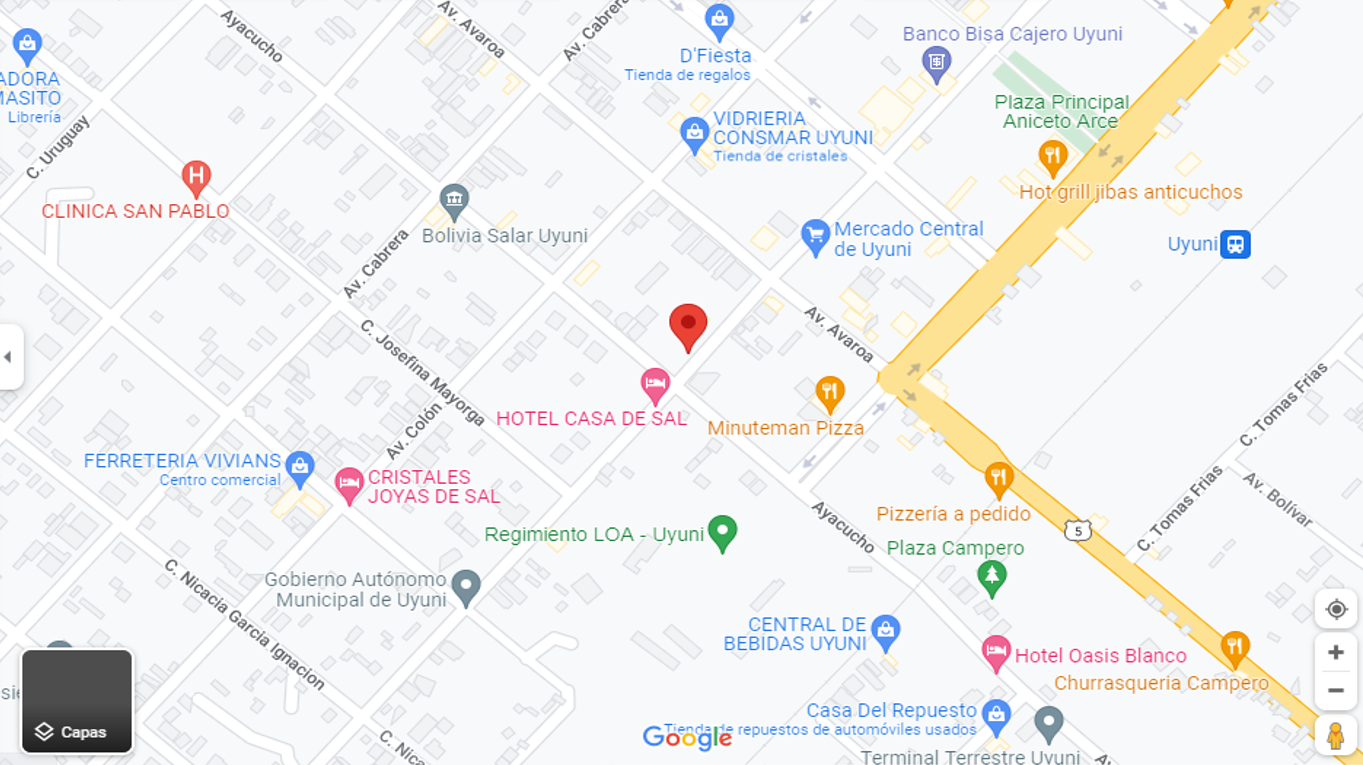 Ayacucho
Av. Avaroa
Av. Cabrera
D'Fiesta
Tienda de regalos
Banco Bisa Cajero Uyuni
ADORA
MASITO
Librería
C. Uruguay
VIDRIERIA
CONSMAR UYUNI
Tienda de cristales
Plaza Principal
Aniceto Arce
H
CLINICA SAN PABLO
Hot grill jibas anticuchos
Bolivia Salar Uyuni
Mercado Central
de Uyuni
Uyuni
Av. Cabrera
Av. Avaroa
C. Josefina Mayorga
HOTEL CASA DE SAL
Minuteman Pizza
Av. Colón
C. Tomas Frias
FERRETERIA VIVIANS
Centro comercial
CRISTALES
JOYAS DE SAL
C. Tomas Frias
Av. Bolívar
Pizzería a pedido
Ayacucho
5
Regimiento LOA - Uyuni
Plaza Campero
C. Nicacia Garcia Ignacion
Gobierno Autónomo
Municipal de Uyuni
CENTRAL DE
BEBIDAS UYUNI
Hotel Oasis Blanco
Churrasqueria Campero
Capas
Casa Del Repuesto
Tienda de repuestos de automóviles usados
Google
C. Nica
Terminal Terrestre Uyuni
Av